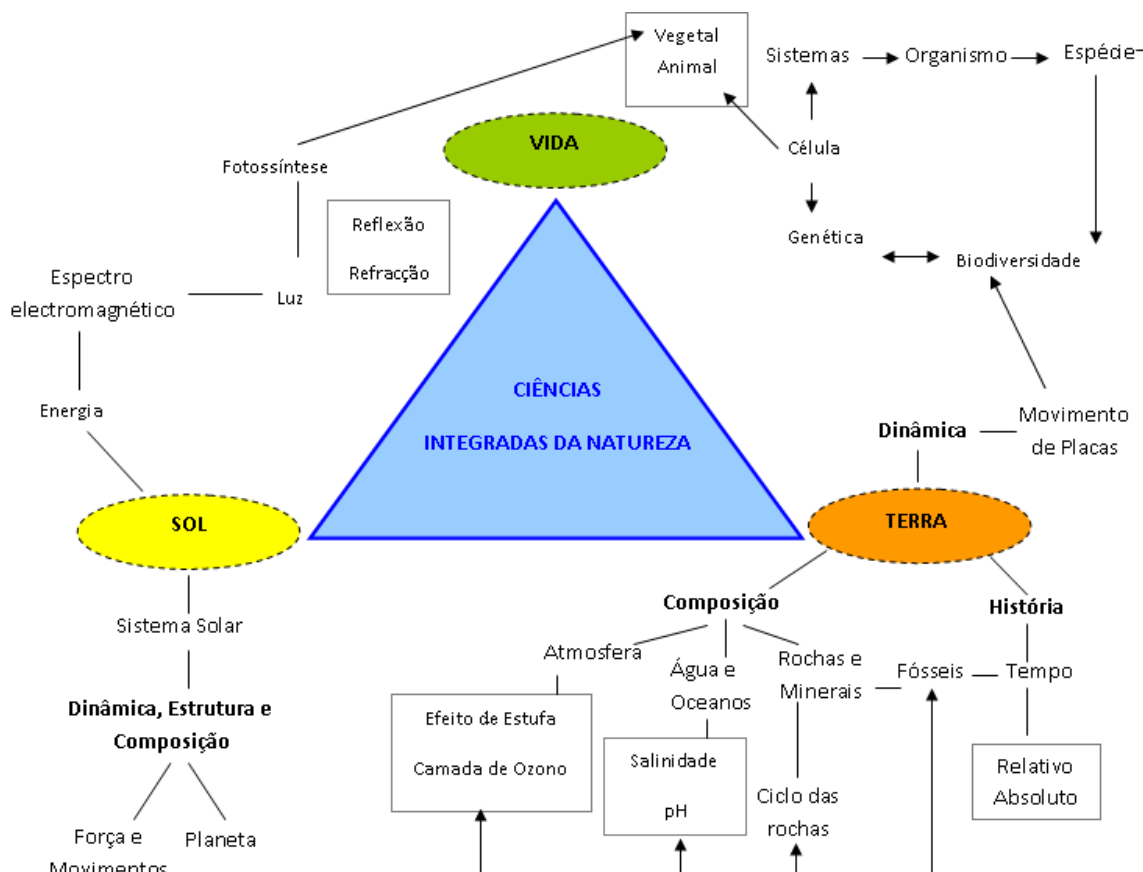 Vegetal
Animal
Sistemas
Organismo
Espécie
VIDA
Célula
Fotossíntese
Reflexão
Refracção
Genética
Biodiversidade
Espectro
electromagnético
Luz
CIÊNCIAS
INTEGRADAS DA NATUREZA
Energia
Dinâmica
Movimento
de Placas
SOL
TERRA
Sistema Solar
Composição
História
Atmosfera
Água e
Oceanos
Rochas e
Minerais
Fósseis
Tempo
Dinâmica, Estrutura e
Composição
Efeito de Estufa
Camada de Ozono
Salinidade
pH
Ciclo das
rochas
Relativo
Absoluto
Força e
Movimentos
Planeta